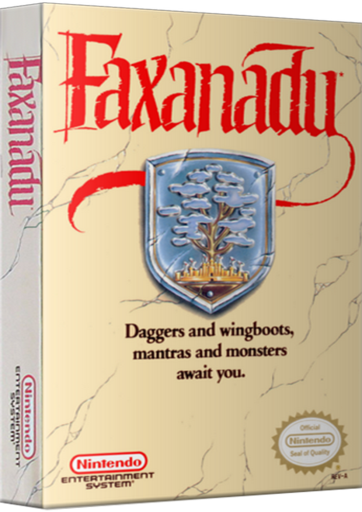 Faxanadu
Faxanadu
Daggers and wingboots,
mantras and monsters
await you.
Nintendo
ENTERTAINMENT
SYSTEM
Nintendo
ENTERTAINMENT
SYSTEM
Official
Nintendo
Seal of Quality